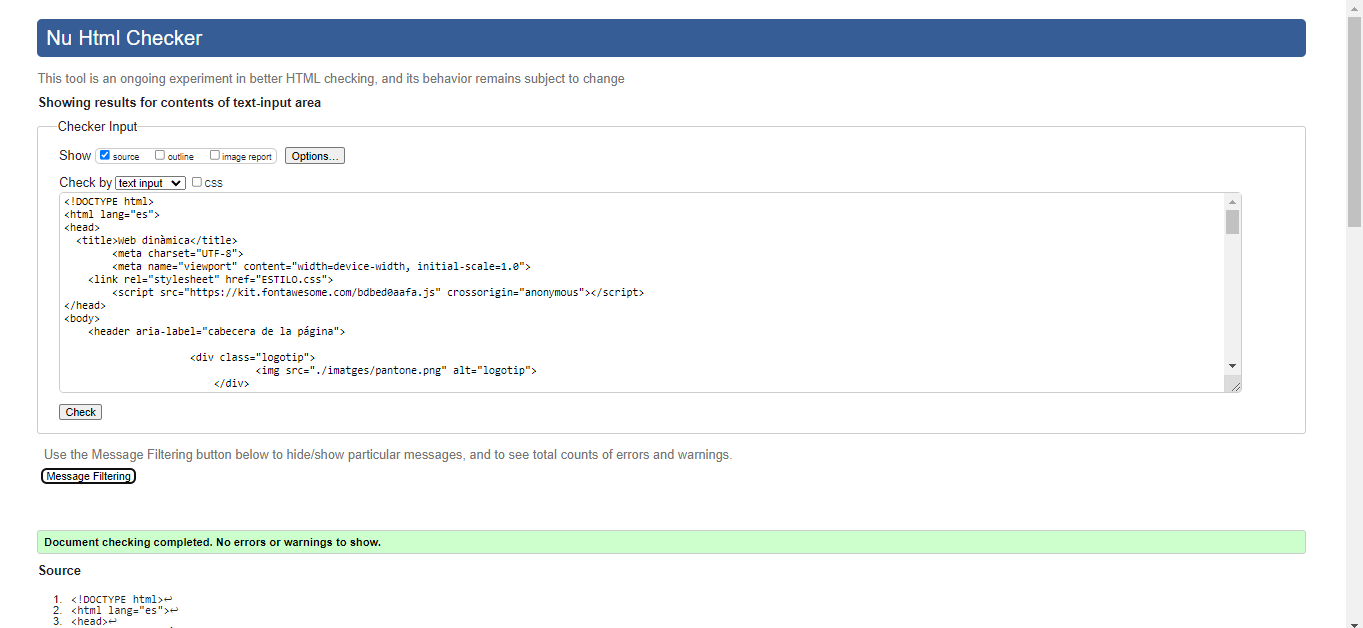 Nu Html Checker
This tool is an ongoing experiment in better HTML checking, and its behavior remains subject to change
Showing results for contents of text-input area
Checker Input
Show source outline image report Options...
Check by text input css
<!DOCTYPE html>
<html lang="es">
<head>
<title>Web dinàmica</title>
<meta charset="UTF-8">
<meta name="viewport" content="width=device-width, initial-scale=1.0">
<link rel="stylesheet" href="ESTILO.css">
<script src="https://kit.fontawesome.com/bdbed0aafa.js" crossorigin="anonymous"></script>
</head>
<body>
<header aria-label="cabecera de la página">
<div class="logotip">
<img src="./imatges/pantone.png" alt="logotip">
</div>
Check
Use the Message Filtering button below to hide/show particular messages, and to see total counts of errors and warnings.
Message Filtering
Document checking completed. No errors or warnings to show.
Source
1. <!DOCTYPE html>↩
2. <html lang="es">↩
3. <head>↩